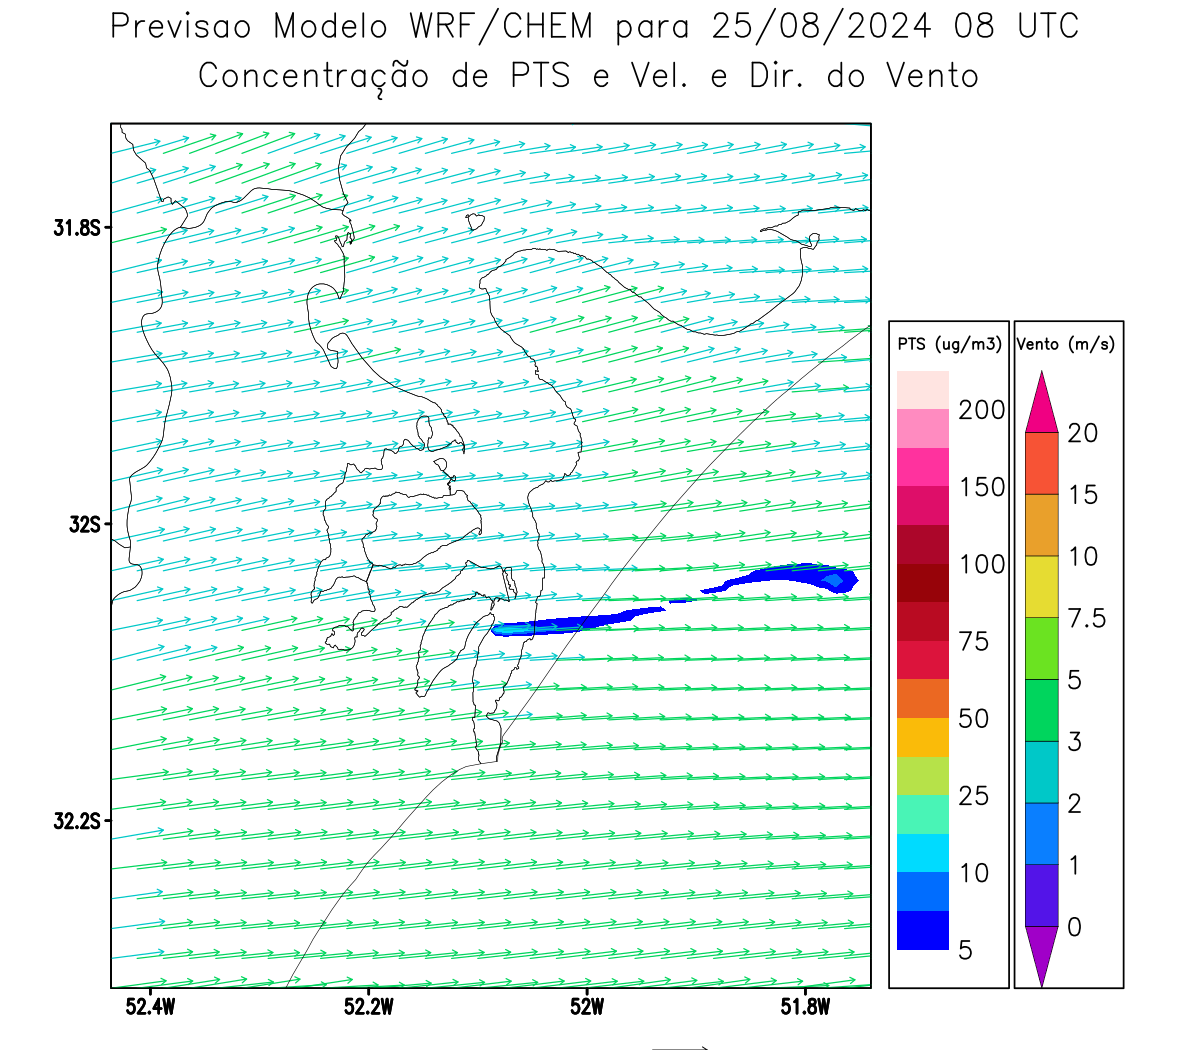 Previsao Modelo WRF/CHEM para 25/08/2024 08 UTC
Concentração de PTS e Vel. e Dir. do Vento
31.8S
32S
32.2S
52.4W 52.2W 52W 51.8W
PTS (ug/m3)
200
150
100
75
50
25
10
5
Vento (m/s)
20
15
10
7.5
5
3
2
1
0